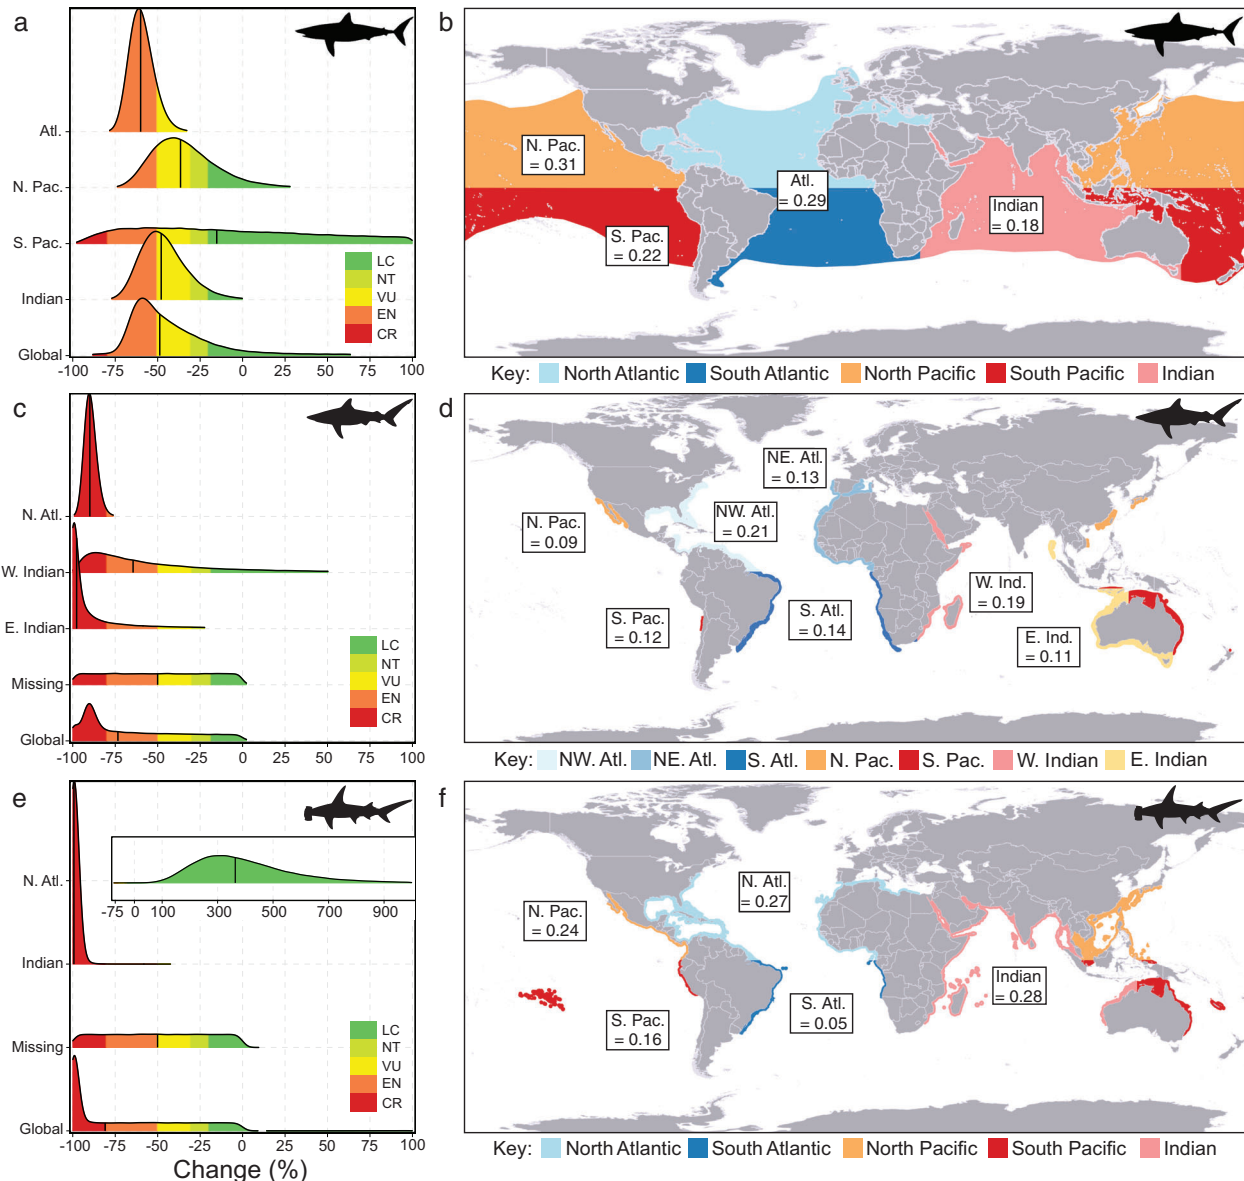 a
Atl.
N. Pac.
S. Pac.
Indian
Global
LC
NT
VU
EN
CR
-100 -75 -50 -25 0 25 50 75 100
b
N. Pac.
= 0.31
Atl.
= 0.29
Indian
= 0.18
S. Pac.
= 0.22
Key: North Atlantic South Atlantic North Pacific South Pacific Indian
c
N. Atl.
W. Indian
E. Indian
Missing
Global
LC
NT
VU
EN
CR
-100 -75 -50 -25 0 25 50 75 100
d
NE. Atl.
= 0.13
NW. Atl.
= 0.21
N. Pac.
= 0.09
W. Ind.
= 0.19
S. Pac.
= 0.12
S. Atl.
= 0.14
E. Ind.
= 0.11
Key: NW. Atl. NE. Atl. S. Atl. N. Pac. S. Pac. W. Indian E. Indian
e
-75 0 100 300 500 700 900
N. Atl.
Indian
Missing
Global
LC
NT
VU
EN
CR
-100 -75 -50 -25 0 25 50 75 100
Change (%)
f
N. Atl.
= 0.27
N. Pac.
= 0.24
Indian
= 0.28
S. Atl.
= 0.05
S. Pac.
= 0.16
Key: North Atlantic South Atlantic North Pacific South Pacific Indian